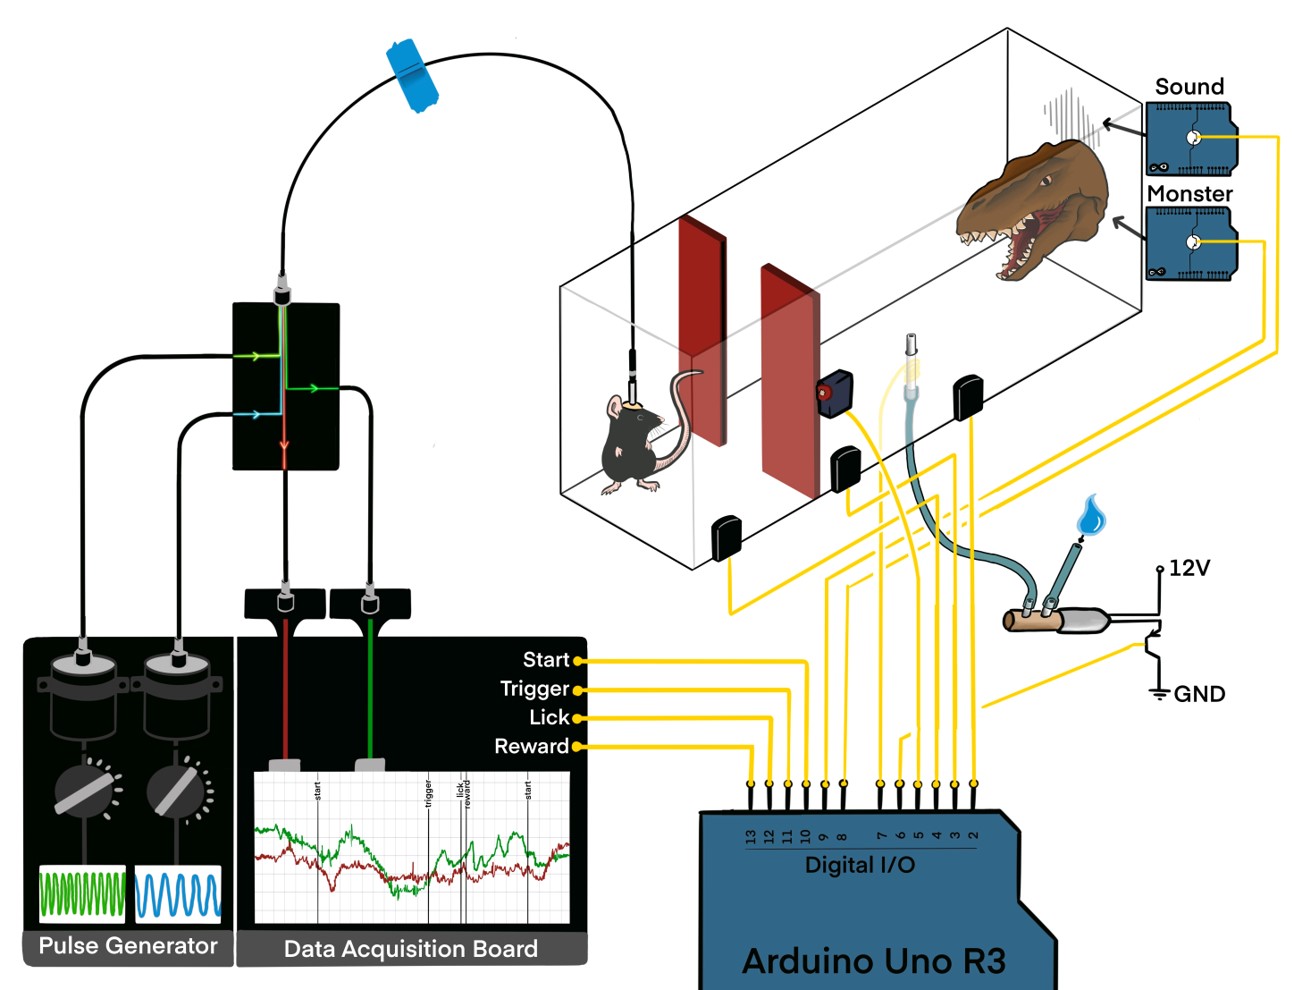 Sound
Monster
12V
GND
Start
Trigger
Lick
Reward
start
trigger
lick
reward
start
13
12
11
10
9
8
7
6
5
4
3
2
Digital I/O
Arduino Uno R3
Pulse Generator
Data Acquisition Board